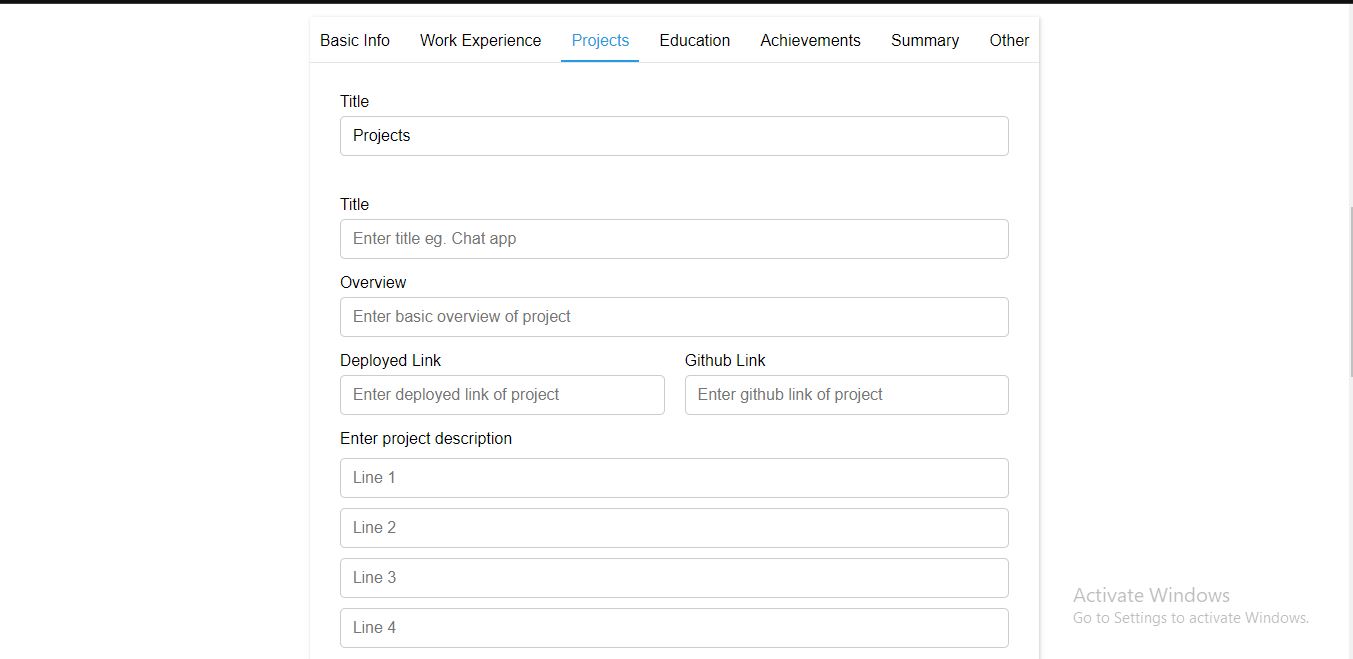 Basic Info Work Experience Projects Education Achievements Summary Other
Title
Projects
Title
Enter title eg. Chat app
Overview
Enter basic overview of project
Deployed Link Github Link
Enter deployed link of project Enter github link of project
Enter project description
Line 1
Line 2
Line 3
Line 4
Activate Windows
Go to Settings to activate Windows.